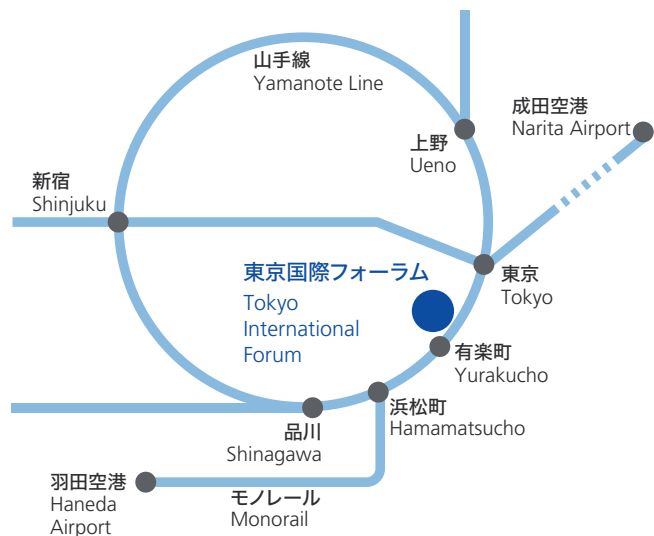 山手線
Yamanote Line
成田空港
Narita Airport
上野
Ueno
新宿
Shinjuku
東京国際フォーラム
Tokyo
International
Forum
東京
Tokyo
有楽町
Yurakucho
浜松町
Hamamatsucho
品川
Shinagawa
羽田空港
Haneda
Airport
モノレール
Monorail